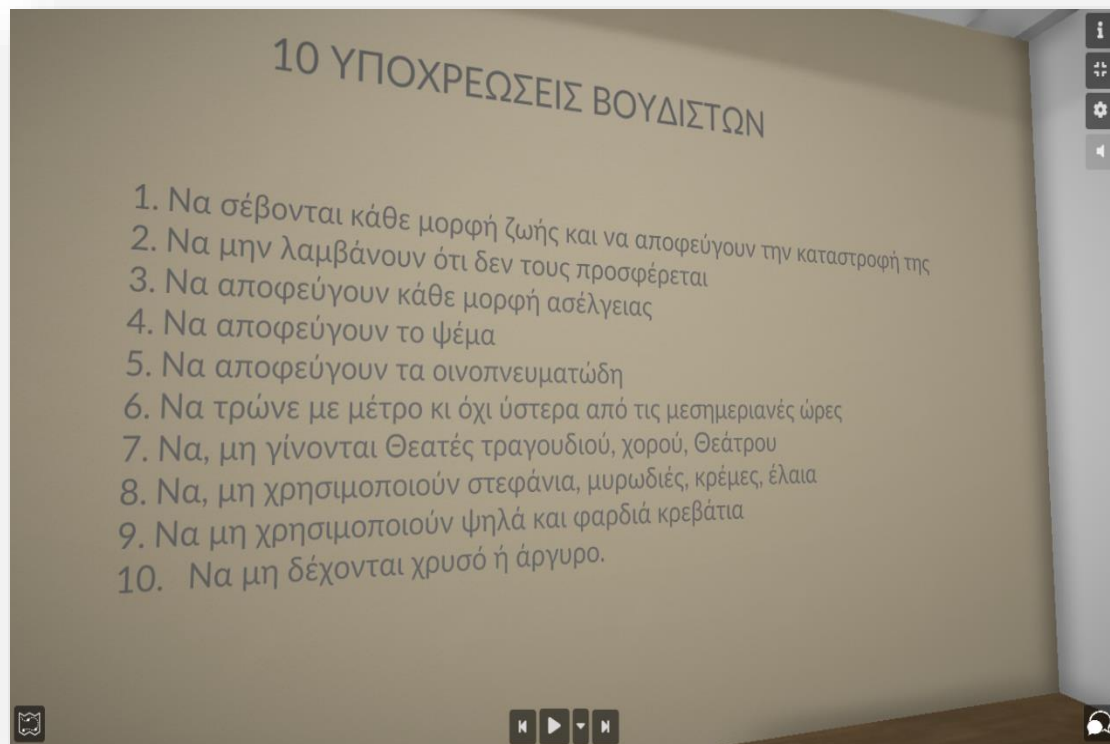 10 ΥΠΟΧΡΕΩΣΕΙΣ ΒΟΥΔΙΣΤΩΝ
1. Να σέβονται κάθε μορφή ζωής και να αποφεύγουν την καταστροφή της
2. Να μην λαμβάνουν ότι δεν τους προσφέρεται
3. Να αποφεύγουν κάθε μορφή ασέλγειας
4. Να αποφεύγουν το ψέμα
5. Να αποφεύγουν τα οινοπνευματώδη
6. Να τρώνε με μέτρο κι όχι ύστερα από τις μεσημεριανές ώρες
7. Να, μη γίνονται Θεατές τραγουδιού, χορού, Θεάτρου
8. Να, μη χρησιμοποιούν στεφάνια, μυρωδιές, κρέμες, έλαια
9. Να μη χρησιμοποιούν ψηλά και φαρδιά κρεβάτια
10. Να μη δέχονται χρυσό ή άργυρο.